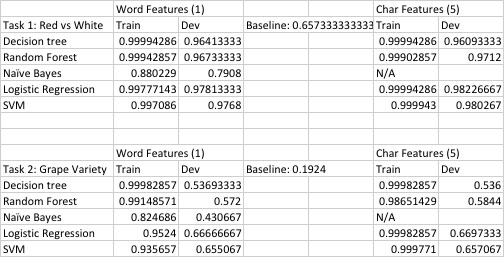 Word Features (1) Char Features (5)
Task 1: Red vs White Train Dev Baseline: 0.657333333333 Train Dev
Decision tree 0.99994286 0.96413333 0.99994286 0.96093333
Random Forest 0.99942857 0.96733333 0.99902857 0.9712
Naïve Bayes 0.880229 0.7908 N/A
Logistic Regression 0.99777143 0.97813333 0.99994286 0.98226667
SVM 0.997086 0.9768 0.999943 0.980267
Word Features (1) Char Features (5)
Task 2: Grape Variety Train Dev Baseline: 0.1924 Train Dev
Decision tree 0.99982857 0.53693333 0.99982857 0.536
Random Forest 0.99148571 0.572 0.98651429 0.5844
Naïve Bayes 0.824686 0.430667 N/A
Logistic Regression 0.9524 0.66666667 0.99982857 0.6697333
SVM 0.935657 0.655067 0.999771 0.657067